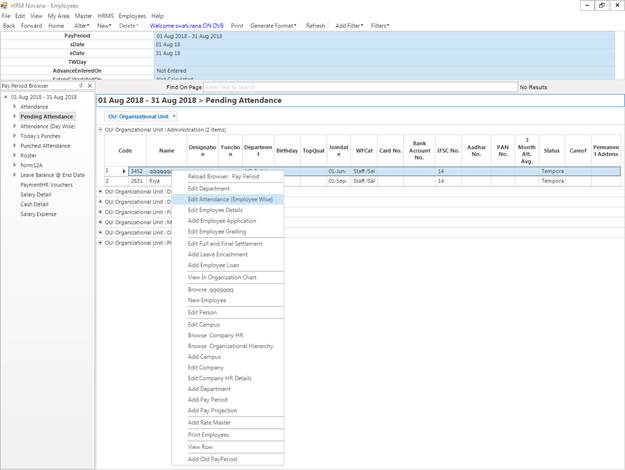 HRM Nirvana - Employees
File Edit View My Area Master HRMS Employees Help
Back Forward Home Alter New Delete Welcome swati.rana ON DVB Process Generate Format Refresh Add Filter Filters
PayPeriod 01 Aug 2018 - 31 Aug 2018
sDate 01 Aug 18
eDate 31 Aug 18
TWDay
AdvanceEnteredOn Not Entered
Pay Period Browser
Find On Page Enter Text to Search No Results
01 Aug 2018 - 31 Aug 2018
Attendance
Pending Attendance
Attendance (Day Wise)
Today's Punches
Punched Attendance
Roster
Form12A
Leave Balance @ End Date
PaymentHR Vouchers
Salary Detail
Cash Detail
Salary Expense
01 Aug 2018 - 31 Aug 2018 > Pending Attendance
OU: Organizational Unit
OU: Organizational Unit : Administration (2 items)
Code Name Designation Function Department Birthday TopQual Joindate WFCat Card No. Bank Account No. IFSC No. Aadhar No. PAN No. 3 Month Att. Avg. Status Careof Permanent Address
1 3452 qqqqqqq 01-Jun- Staff /Sal 14 Tempora
2 2631 Riya 01-Sep- Staff /Sal 14 Tempora
OU: Organizational Unit : D
OU: Organizational Unit : D
OU: Organizational Unit : F
OU: Organizational Unit : M
OU: Organizational Unit : O
OU: Organizational Unit : P
Reload Browser: Pay Period
Edit Department
Edit Attendance (Employee Wise)
Edit Employee Details
Add Employee Application
Edit Employee Grading
Edit Full and Final Settlement
Add Leave Encashment
Add Employee Loan
View In Organization Chart
Browse :qqqqqqq
New Employee
Edit Person
Edit Campus
Browse :Company HR
Browse :Organizational Hierarchy
Add Campus
Edit Company
Edit Company HR Details
Add Department
Add Pay Period
Add Pay Projection
Add Rate Master
Print Employees
View Row
Add Old PayPeriod